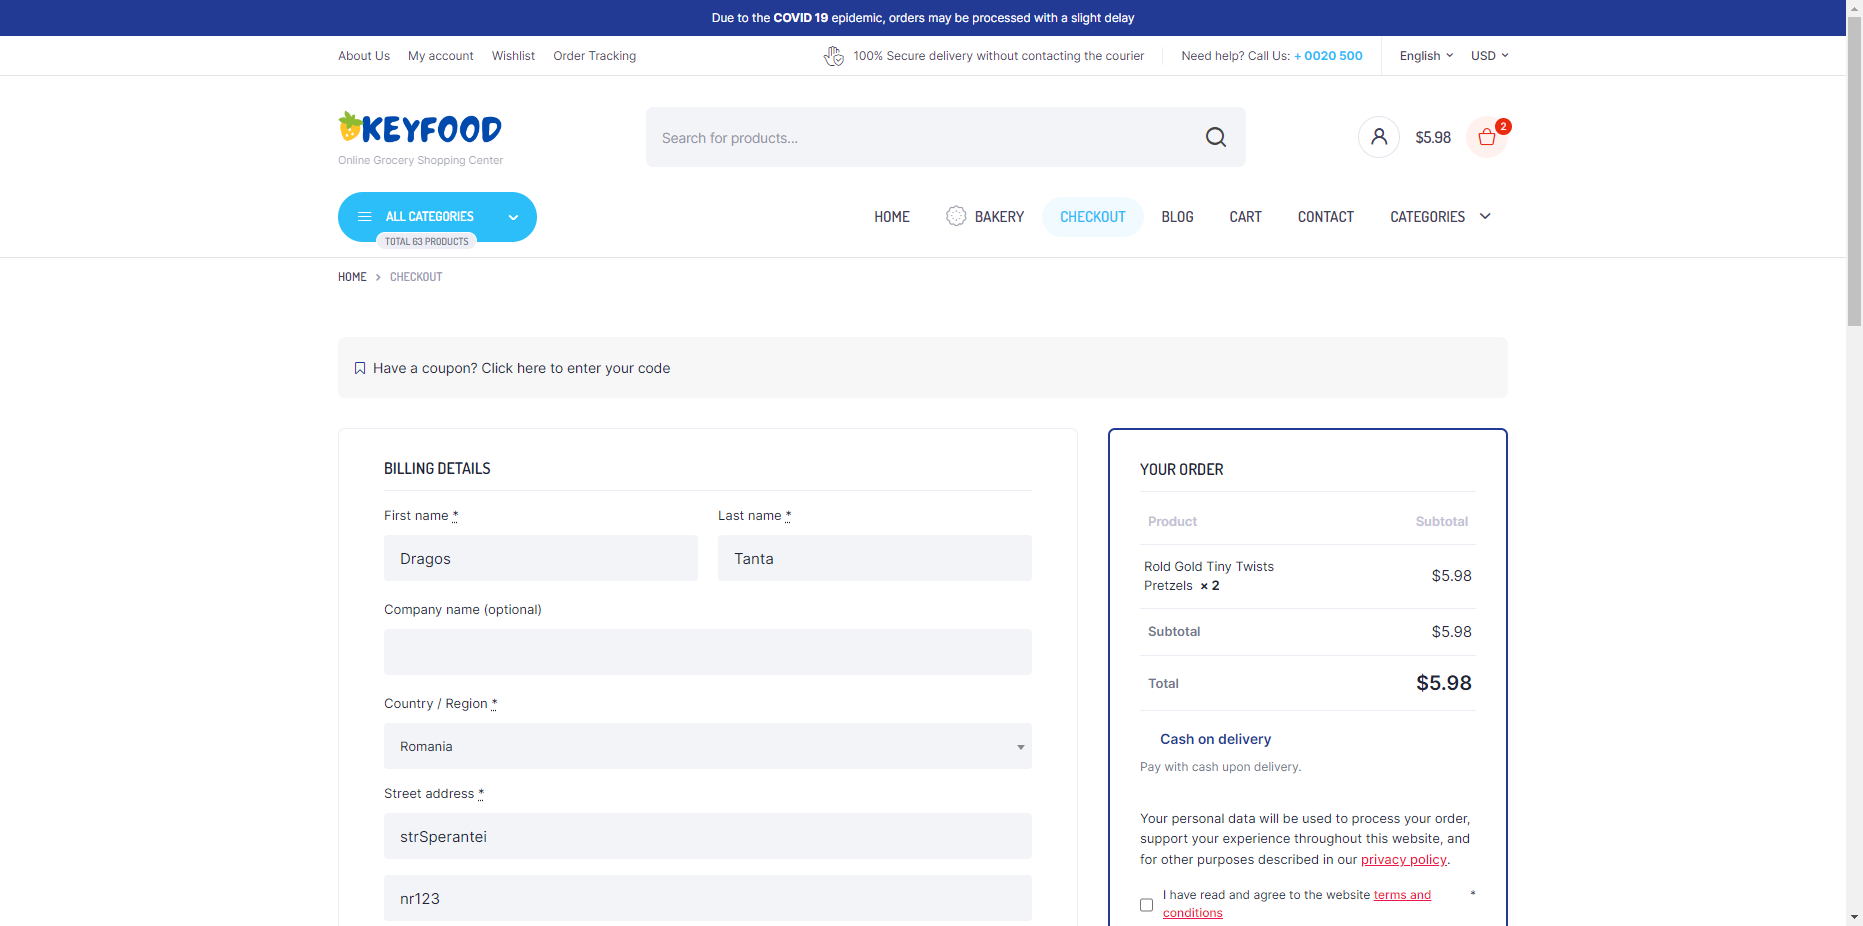 Due to the COVID 19 epidemic, orders may be processed with a slight delay
About Us My account Wishlist Order Tracking
100% Secure delivery without contacting the courier
Need help? Call Us: + 0020 500
English USD
KEYFOOD
Online Grocery Shopping Center
Search for products...
$5.98
2
ALL CATEGORIES
TOTAL 63 PRODUCTS
HOME BAKERY CHECKOUT BLOG CART CONTACT CATEGORIES
HOME CHECKOUT
Have a coupon? Click here to enter your code
BILLING DETAILS
First name * Last name *
Dragos Tanta
Company name (optional)
Country / Region *
Romania
Street address *
strSperantei
nr123
YOUR ORDER
Product Subtotal
Rold Gold Tiny Twists
Pretzels × 2 $5.98
Subtotal $5.98
Total $5.98
Cash on delivery
Pay with cash upon delivery.
Your personal data will be used to process your order,
support your experience throughout this website, and
for other purposes described in our privacy policy.
I have read and agree to the website terms and *
conditions